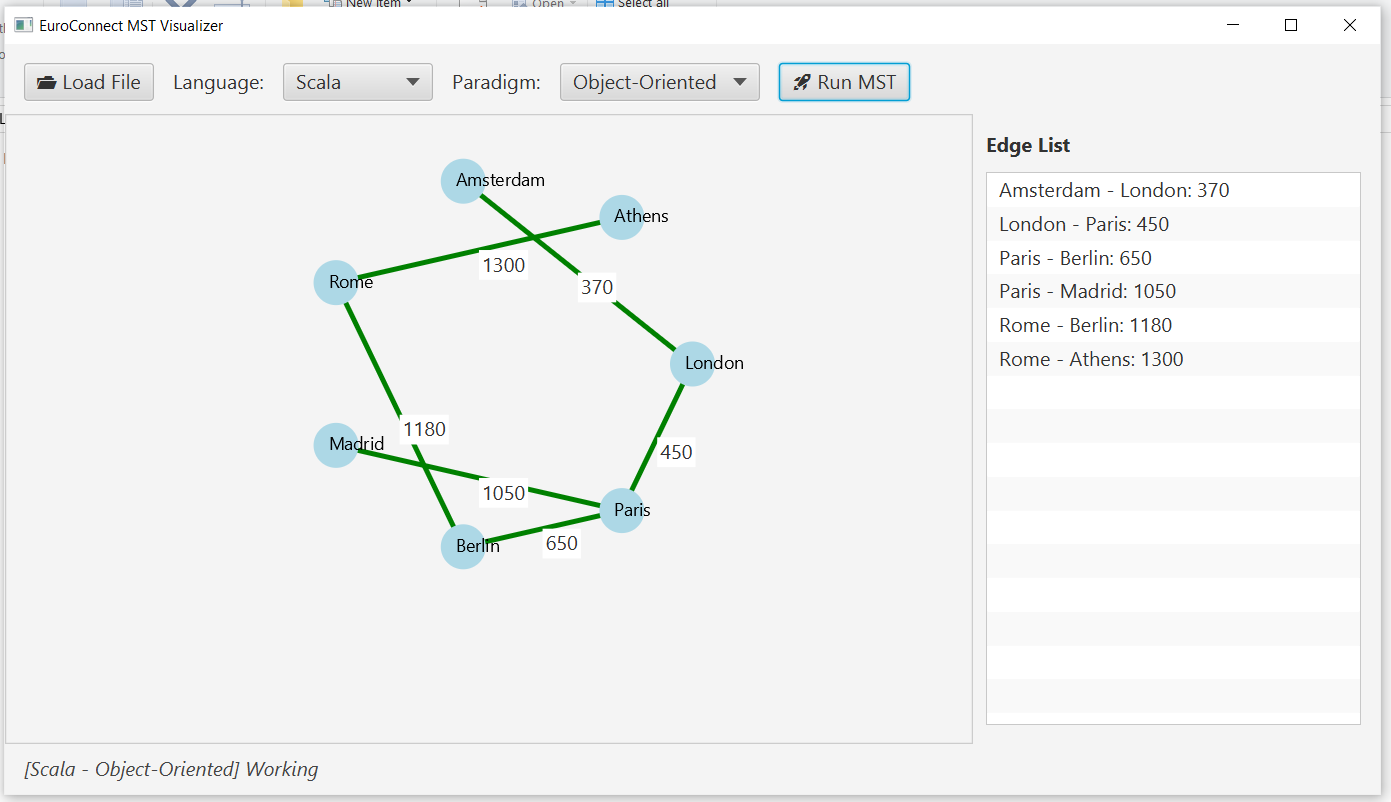 New item
Open
Select all
EuroConnect MST Visualizer
Load File Language: Scala Paradigm: Object-Oriented Run MST
Edge List
Amsterdam - London: 370
London - Paris: 450
Paris - Berlin: 650
Paris - Madrid: 1050
Rome - Berlin: 1180
Rome - Athens: 1300
Amsterdam
Athens
1300
Rome
370
London
1180
Madrid
450
1050
Paris
Berlin
650
[Scala - Object-Oriented] Working